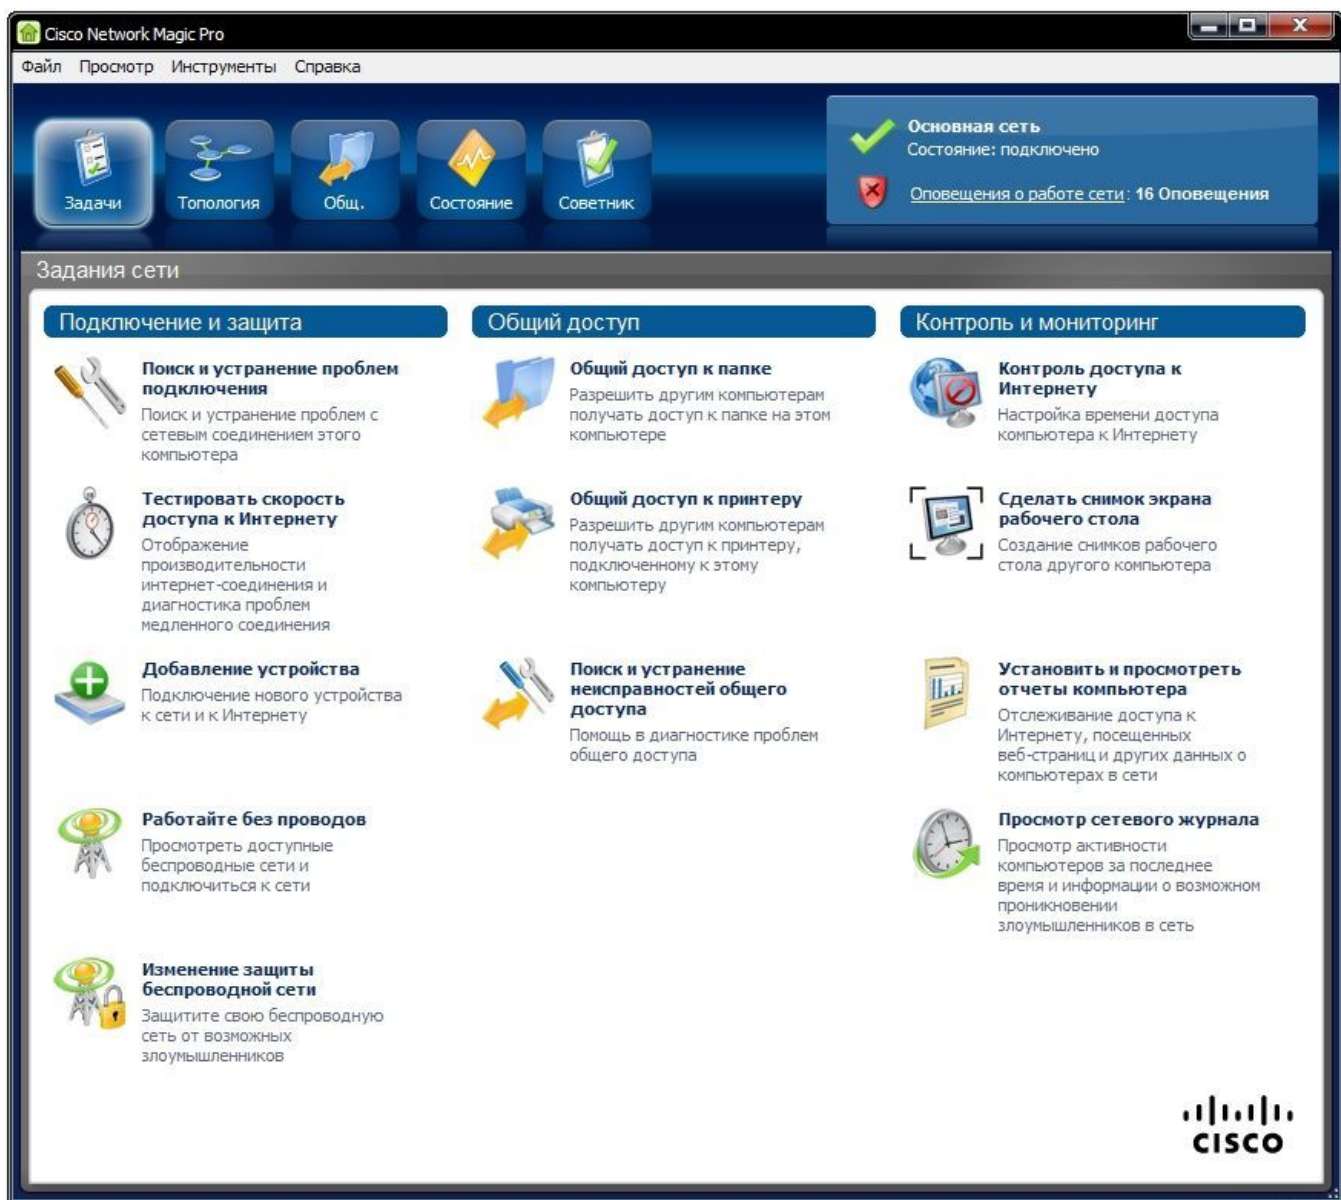 Cisco Network Magic Pro
Файл Просмотр Инструменты Справка
Задачи
Топология
Общ.
Состояние
Советник
Основная сеть
Состояние: подключено
Оповещения о работе сети: 16 Оповещения
Задания сети
Подключение и защита
Поиск и устранение проблем
подключения
Поиск и устранение проблем с
сетевым соединением этого
компьютера
Тестировать скорость
доступа к Интернету
Отображение
производительности
интернет-соединения и
диагностика проблем
медленного соединения
Добавление устройства
Подключение нового устройства
к сети и к Интернету
Работайте без проводов
Просмотреть доступные
беспроводные сети и
подключиться к сети
Изменение защиты
беспроводной сети
Защитите свою беспроводную
сеть от возможных
злоумышленников
Общий доступ
Общий доступ к папке
Разрешить другим компьютерам
получать доступ к папке на этом
компьютере
Общий доступ к принтеру
Разрешить другим компьютерам
получать доступ к принтеру,
подключенному к этому
компьютеру
Поиск и устранение
неисправностей общего
доступа
Помощь в диагностике проблем
общего доступа
Контроль и мониторинг
Контроль доступа к
Интернету
Настройка времени доступа
компьютера к Интернету
Сделать снимок экрана
рабочего стола
Создание снимков рабочего
стола другого компьютера
Установить и просмотреть
отчеты компьютера
Отслеживание доступа к
Интернету, посещенных
веб-страниц и других данных о
компьютерах в сети
Просмотр сетевого журнала
Просмотр активности
компьютеров за последнее
время и информации о возможном
проникновении
злоумышленников в сеть
CISCO